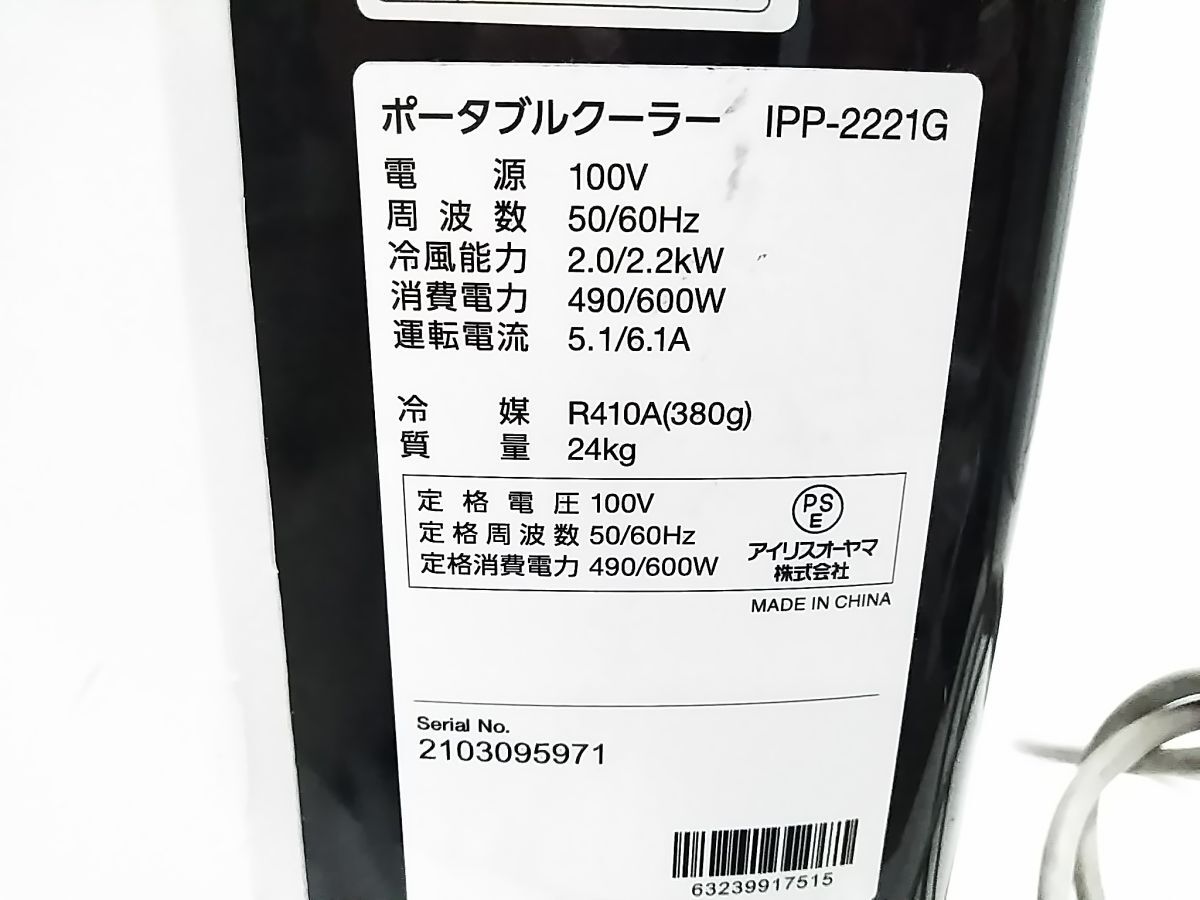 ポータブルクーラー IPP-2221G
電源 100V
周波数 50/60Hz
冷風能力 2.0/2.2kW
消費電力 490/600W
運転電流 5.1/6.1A
冷媒 R410A(380g)
質量 24kg
定格電圧 100V
定格周波数 50/60Hz
定格消費電力 490/600W
PS
E
アイリスオーヤマ
株式会社
MADE IN CHINA
Serial No.
2103095971
63239917515